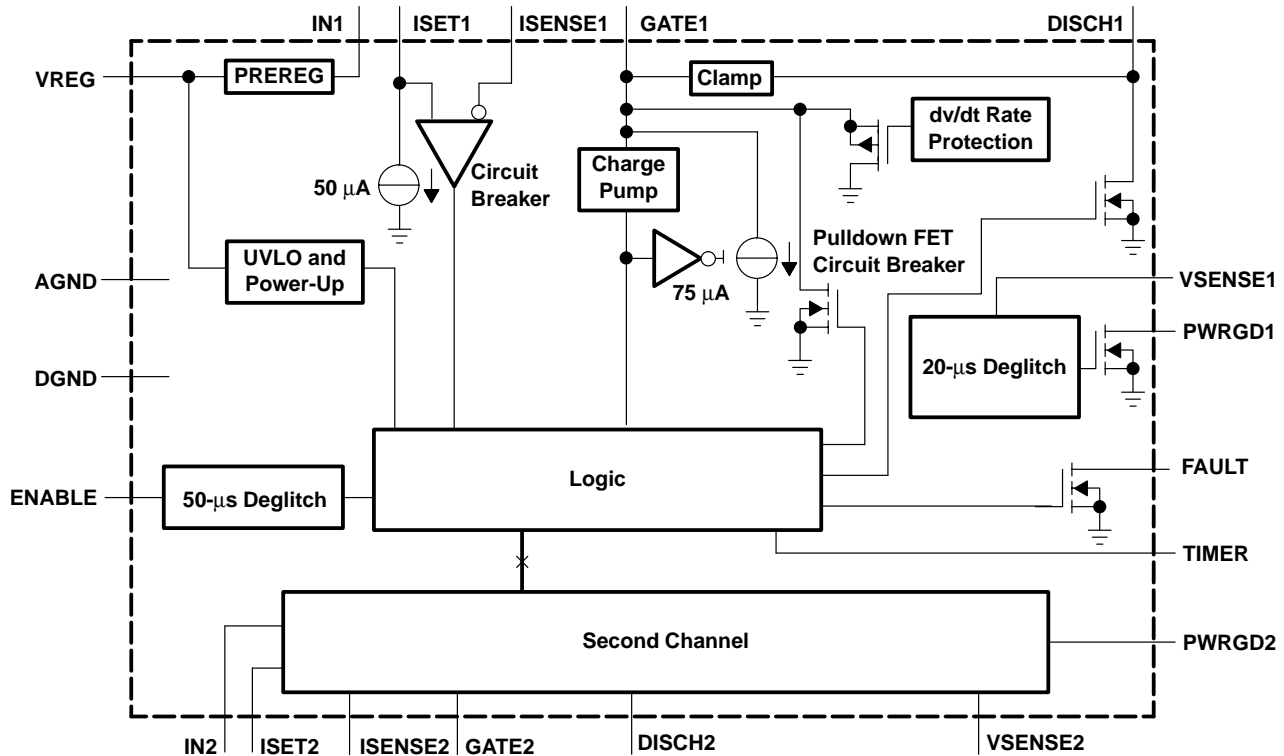 IN1
ISET1
ISENSE1
GATE1
DISCH1
VREG
PREREG
Clamp
dv/dt Rate
Protection
50 μA
Circuit
Breaker
Charge
Pump
UVLO and
Power-Up
75 μA
Pulldown FET
Circuit Breaker
AGND
VSENSE1
PWRGD1
20-μs Deglitch
DGND
Logic
FAULT
ENABLE
50-μs Deglitch
TIMER
Second Channel
PWRGD2
IN2
ISET2
ISENSE2
GATE2
DISCH2
VSENSE2